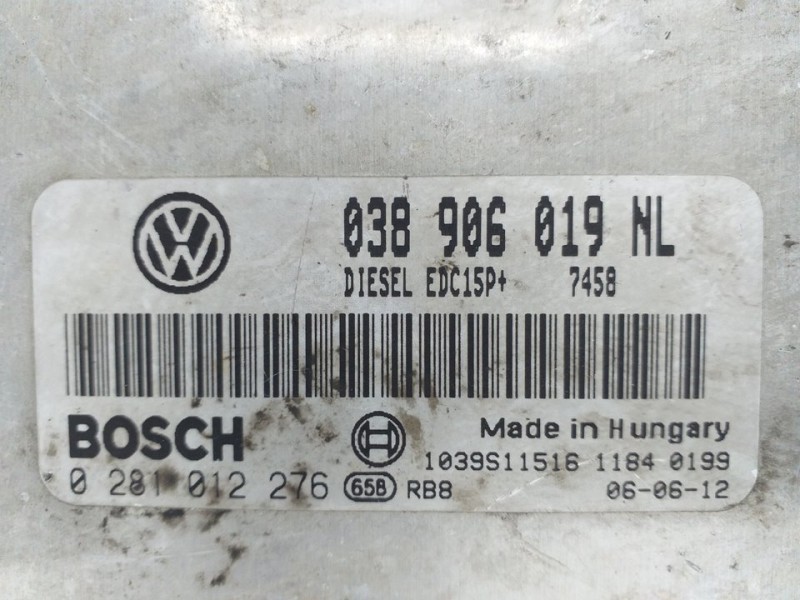 038 906 019 NL
DIESEL EDC15P+ 7458
BOSCH
Made in Hungary
1039S11516 1184 0199
0 281 012 276 65B RB8 06-06-12